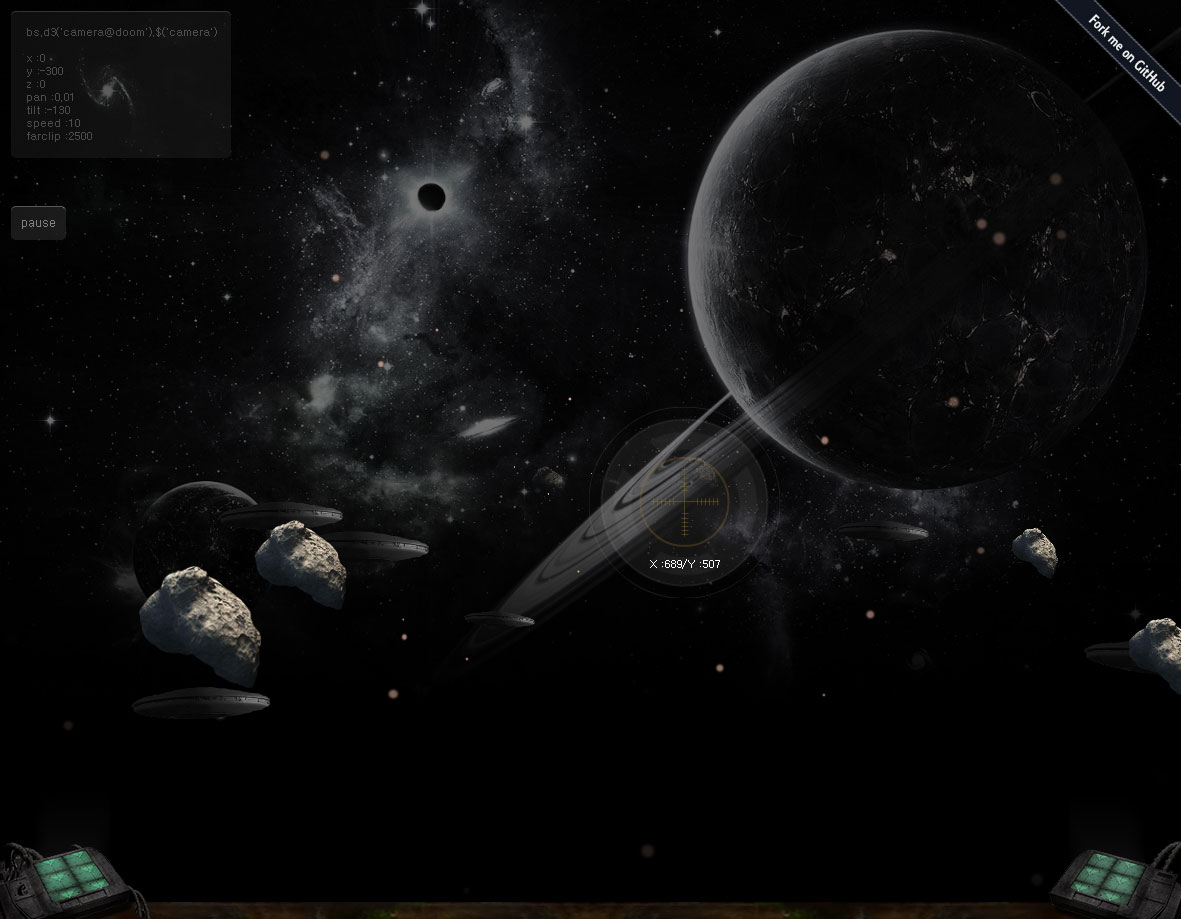 bs,d3('camera@doom'),$('camera')
x :0
y :-300
z :0
pan :0,01
tilt :-130
speed :10
farclip :2500
pause
Fork me on GitHub
X :689/Y :507